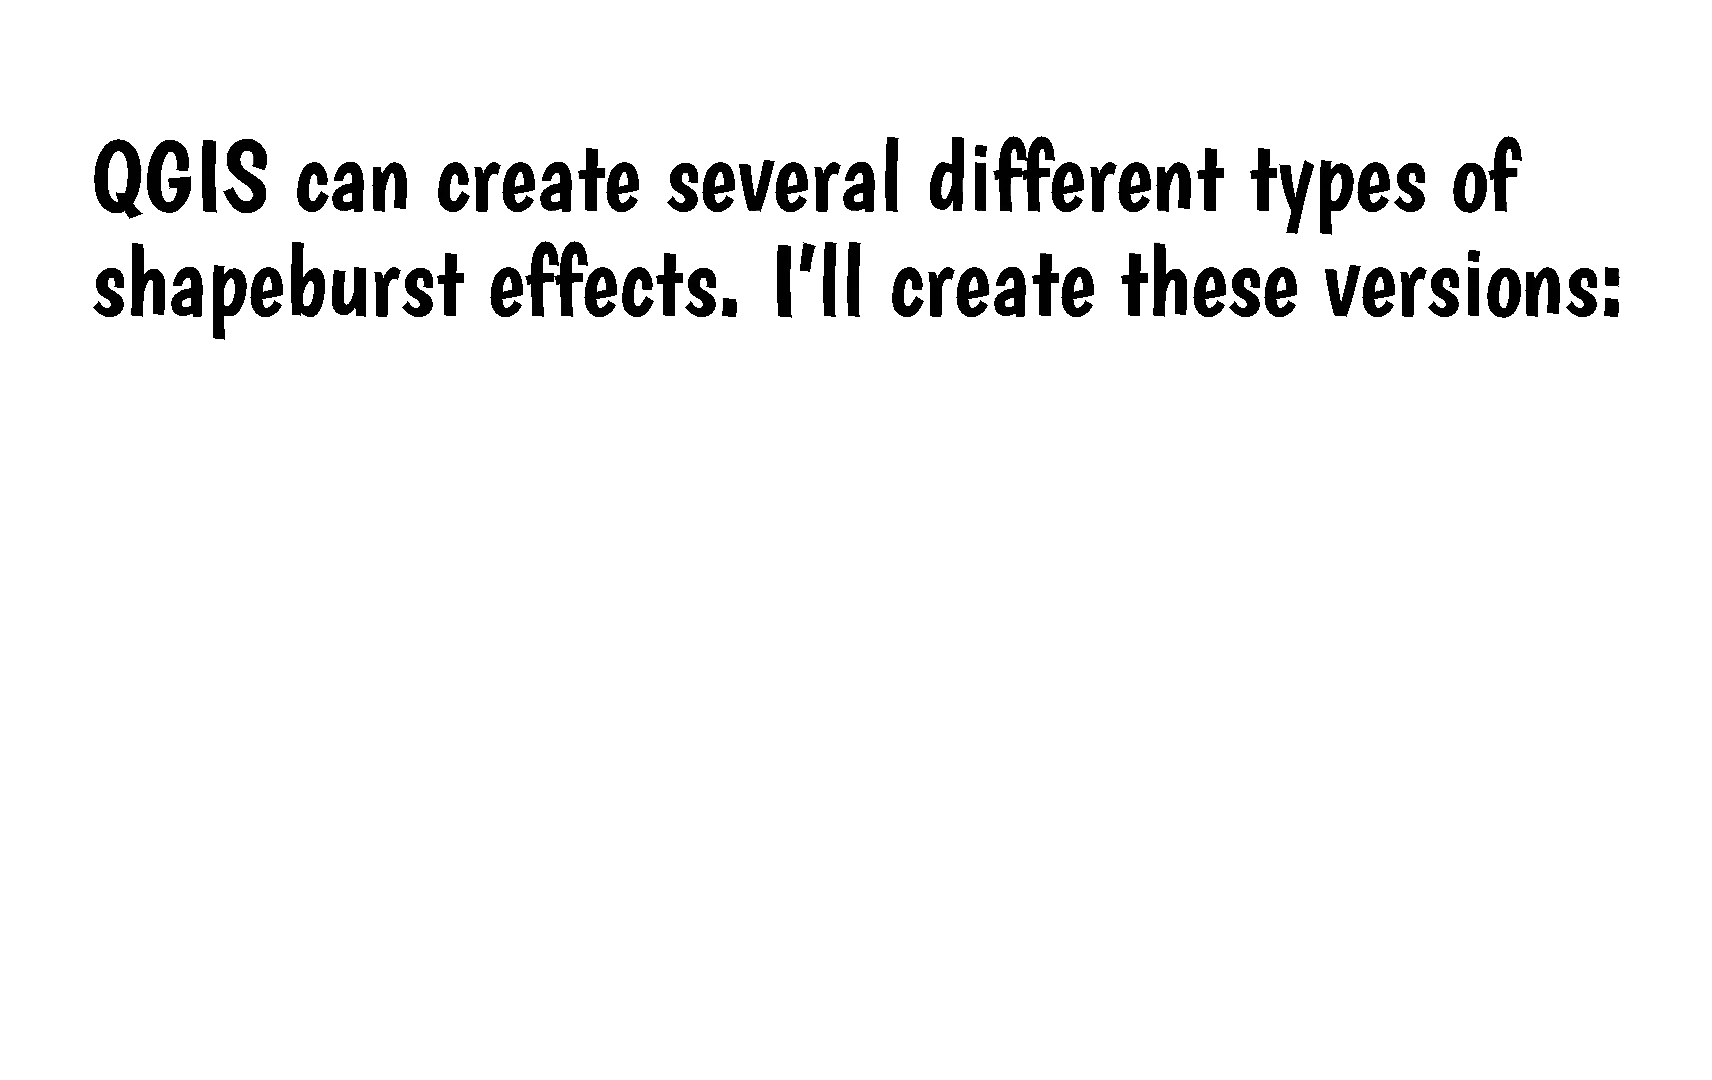 QGIS can create several different types of
shapeburst effects. I'll create these versions: